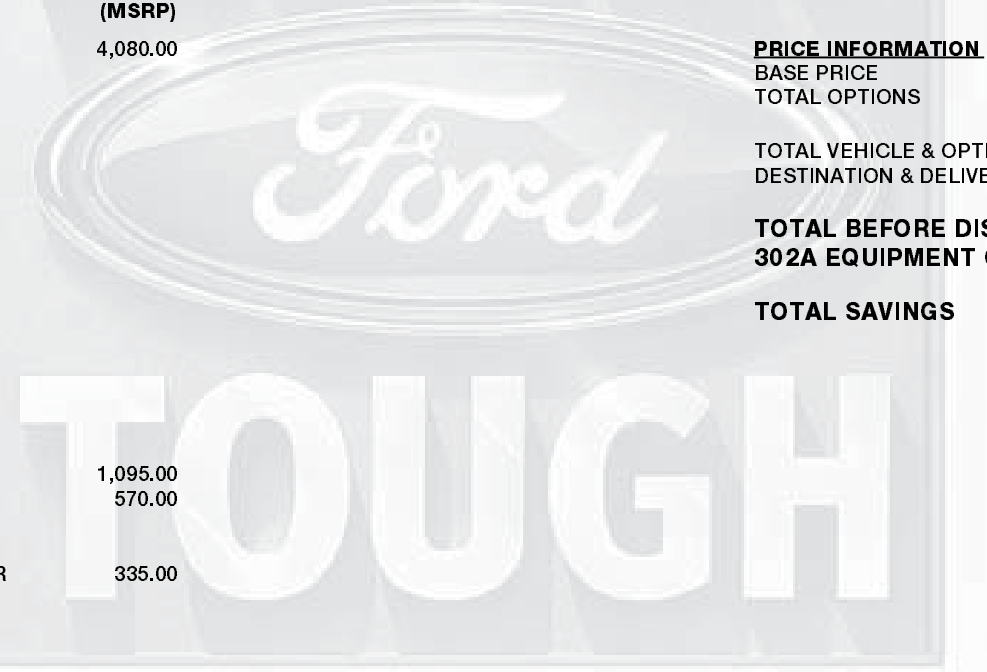 (MSRP)
4,080.00
1,095.00
570.00
R 335.00
PRICE INFORMATION
BASE PRICE
TOTAL OPTIONS
TOTAL VEHICLE & OPTI
DESTINATION & DELIVE
TOTAL BEFORE DIS
302A EQUIPMENT
TOTAL SAVINGS
Ford
TOUGH